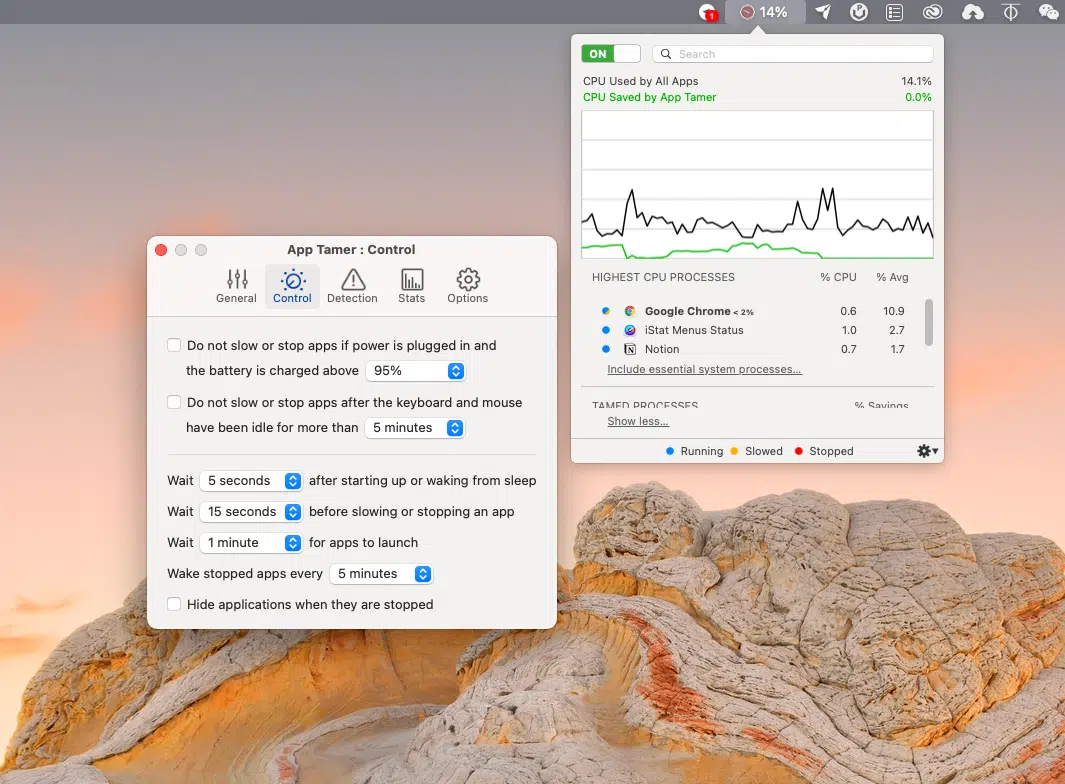 1
14%
ON
Search
CPU Used by All Apps 14.1%
CPU Saved by App Tamer 0.0%
HIGHEST CPU PROCESSES % CPU % Avg
Google Chrome < 2% 0.6 10.9
iStat Menus Status 1.0 2.7
Notion 0.7 1.7
Include essential system processes...
TAMED PROCESSES % Savings
Show less...
Running Slowed Stopped
App Tamer : Control
General Control Detection Stats Options
Do not slow or stop apps if power is plugged in and
the battery is charged above 95%
Do not slow or stop apps after the keyboard and mouse
have been idle for more than 5 minutes
Wait 5 seconds after starting up or waking from sleep
Wait 15 seconds before slowing or stopping an app
Wait 1 minute for apps to launch
Wake stopped apps every 5 minutes
Hide applications when they are stopped